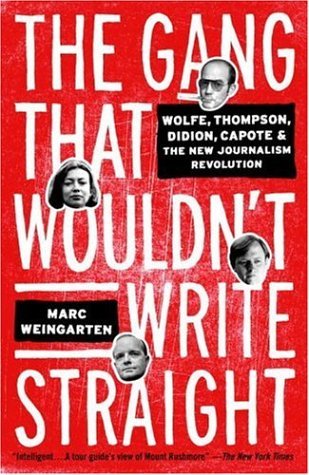 THE GANG
WOLFE, THOMPSON,
DIDION, CAPOTE &
THE NEW JOURNALISM
REVOLUTION
THAT
WOULDN'T
MARC
WEINGARTEN
WRITE
STRAIGHT
"Intelligent. . . . A tour guide's view of Mount Rushmore." —The New York Times